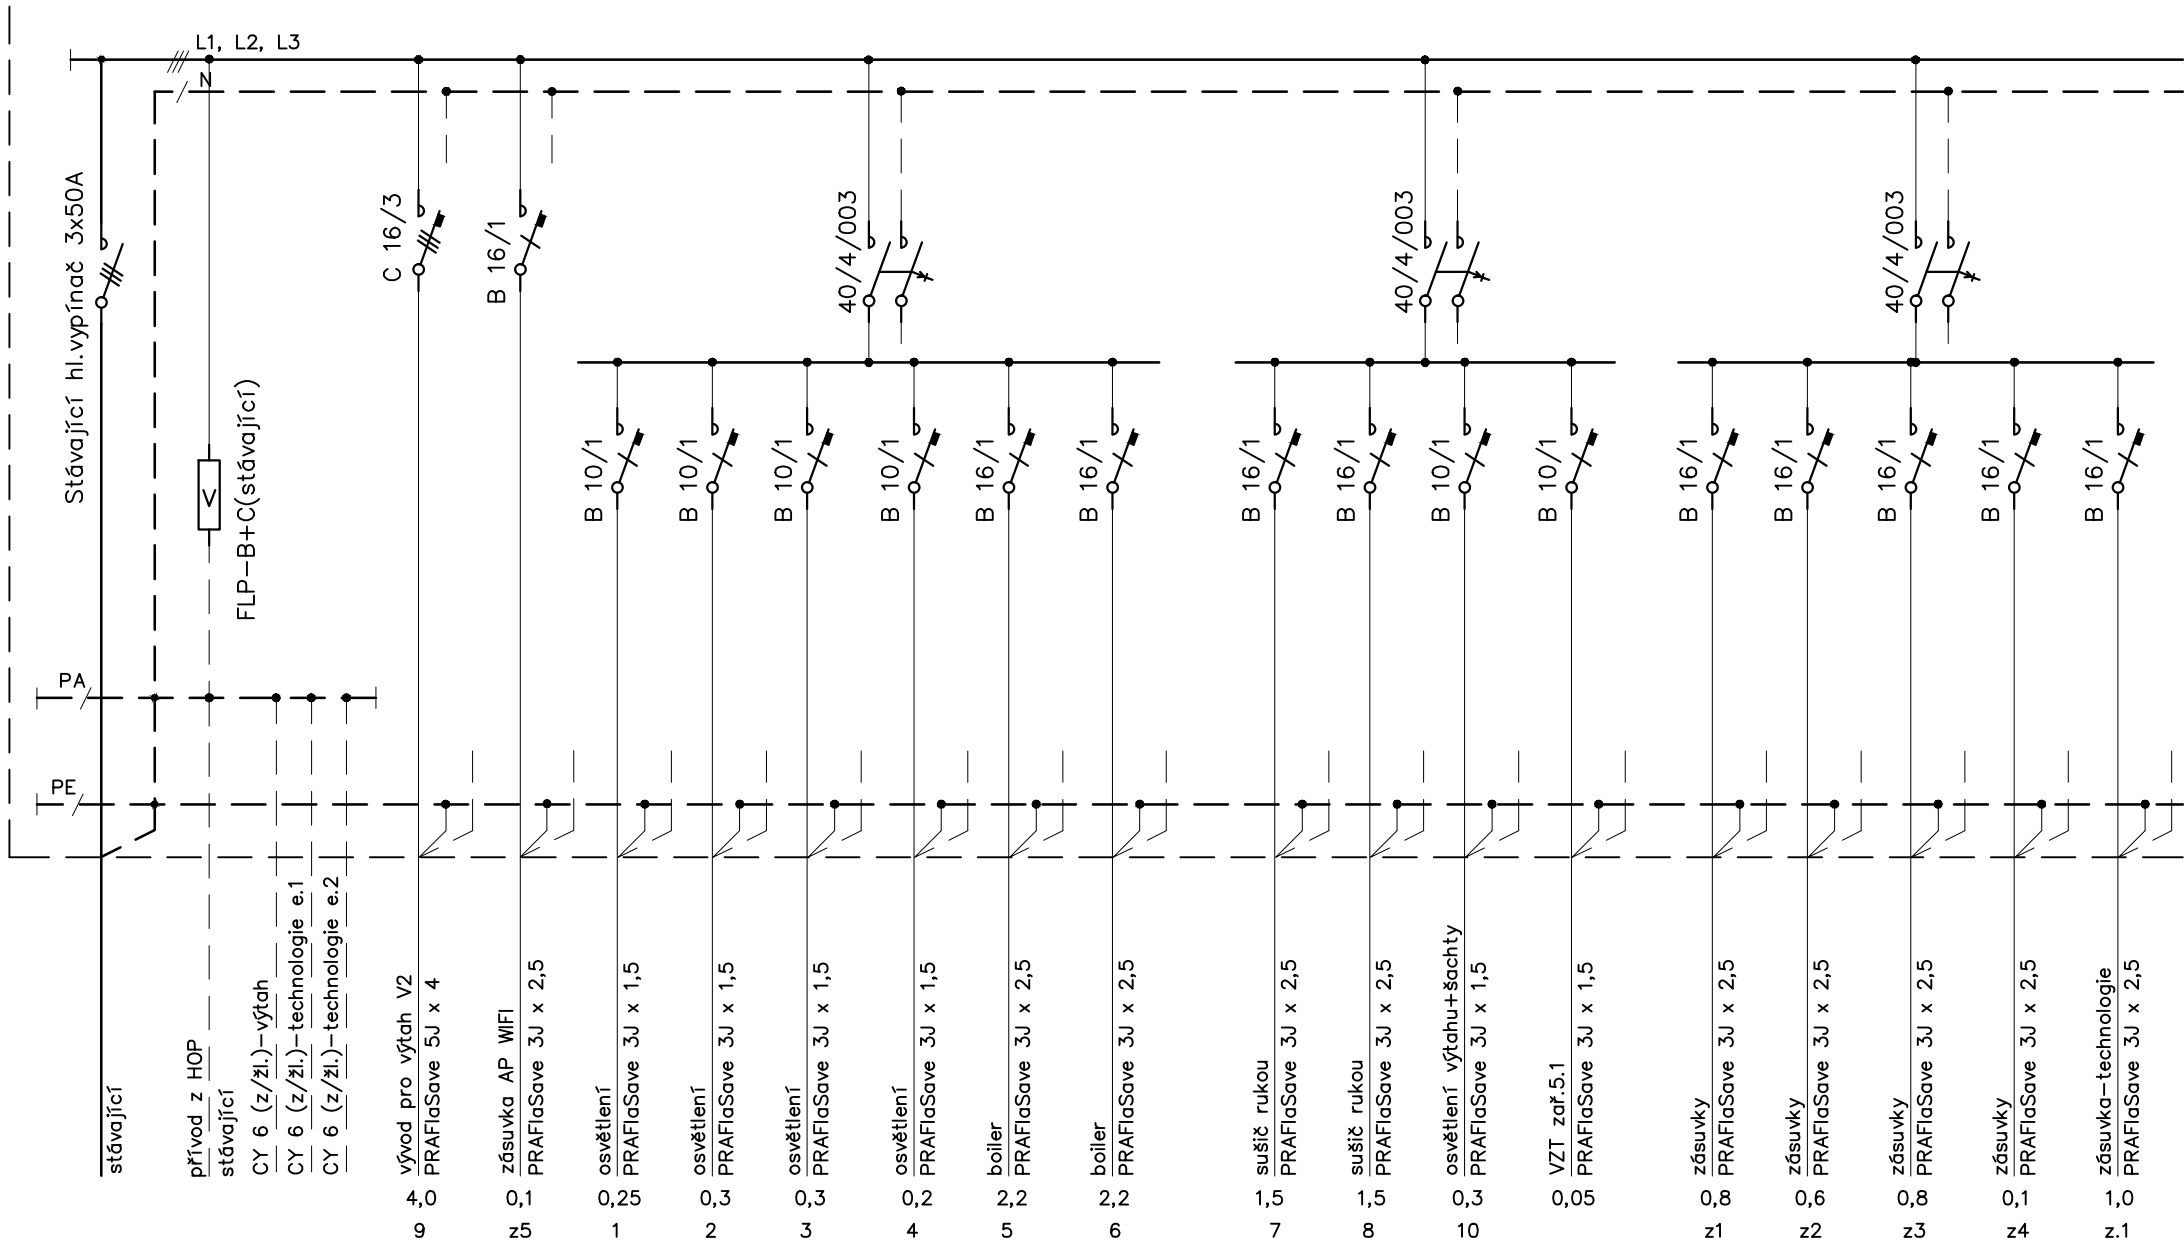 L1, L2, L3
N
Stávající hl.vypínač 3x50A
FLP-B+C(stávající)
C 16/3
B 16/1
40/4/003
40/4/003
40/4/003
B 10/1
B 10/1
B 10/1
B 10/1
B 16/1
B 16/1
B 16/1
B 16/1
B 10/1
B 10/1
B 16/1
B 16/1
B 16/1
B 16/1
B 16/1
PA
PE
stávající
přívod z HOP
stávající
CY 6 (z/žl.)-výtah
CY 6 (z/žl.)-technologie e.1
CY 6 (z/žl.)-technologie e.2
vývod pro výtah V2
PRAFlaSave 5J x 4
zásuvka AP WIFI
PRAFlaSave 3J x 2,5
osvětlení
PRAFlaSave 3J x 1,5
osvětlení
PRAFlaSave 3J x 1,5
osvětlení
PRAFlaSave 3J x 1,5
osvětlení
PRAFlaSave 3J x 1,5
boiler
PRAFlaSave 3J x 2,5
boiler
PRAFlaSave 3J x 2,5
sušič rukou
PRAFlaSave 3J x 2,5
sušič rukou
PRAFlaSave 3J x 2,5
osvětlení výtahu+šachty
PRAFlaSave 3J x 1,5
VZT zař.5.1
PRAFlaSave 3J x 1,5
zásuvky
PRAFlaSave 3J x 2,5
zásuvky
PRAFlaSave 3J x 2,5
zásuvky
PRAFlaSave 3J x 2,5
zásuvky
PRAFlaSave 3J x 2,5
zásuvka-technologie
PRAFlaSave 3J x 2,5
4,0 0,1 0,25 0,3 0,3 0,2 2,2 2,2 1,5 1,5 0,3 0,05 0,8 0,6 0,8 0,1 1,0
9 z5 1 2 3 4 5 6 7 8 10 z1 z2 z3 z4 z.1